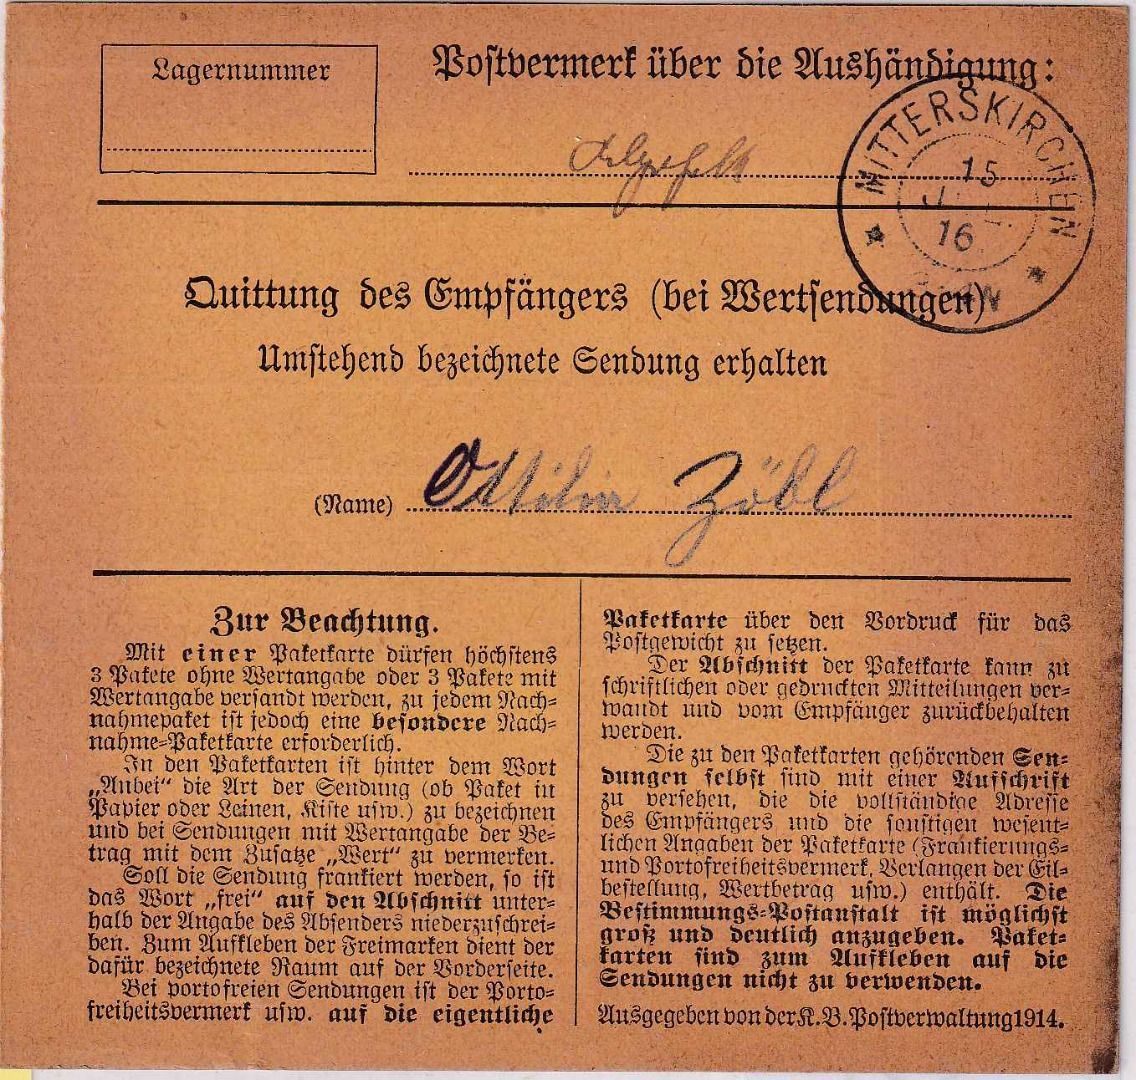 Lagernummer
Postvermerk über die Aushändigung:
MITTERSKIRCHEN
15
16
Quittung des Empfängers (bei Wertsendungen)
Umstehend bezeichnete Sendung erhalten
(Name) Ottilie Zöbl
Zur Beachtung.
Mit einer Paketkarte dürfen höchstens
3 Pakete ohne Wertangabe oder 3 Pakete mit
Wertangabe versandt werden, zu jedem Nach-
nahmepaket ist jedoch eine besondere Nach-
nahme-Paketkarte erforderlich.
In den Paketkarten ist hinter dem Wort
„Anbei“ die Art der Sendung (ob Paket in
Papier oder Leinen, Kiste usw.) zu bezeichnen
und bei Sendungen mit Wertangabe der Be-
trag mit dem Zusatze „Wert“ zu vermerken.
Soll die Sendung frankiert werden, so ist
das Wort „frei“ auf den Abschnitt unter-
halb der Angabe des Absenders niederzuschrei-
ben. Zum Aufkleben der Freimarken dient der
dafür bezeichnete Raum auf der Vorderseite.
Bei portofreien Sendungen ist der Porto-
freiheitsvermerk usw. auf die eigentliche
Paketkarte über den Vordruck für das
Postgewicht zu setzen.
Der Abschnitt der Paketkarte kann zu
schriftlichen oder gedruckten Mitteilungen ver-
wandt und vom Empfänger zurückbehalten
werden.
Die zu den Paketkarten gehörenden Sen-
dungen selbst sind mit einer Aufschrift
zu versehen, die die vollständige Adresse
des Empfängers und die sonstigen wesent-
lichen Angaben der Paketkarte (Frankierungs-
und Portofreiheitsvermerk, Verlangen der Eil-
bestellung, Wertbetrag usw.) enthält. Die
Bestimmungs-Postanstalt ist möglichst
groß und deutlich anzugeben. Paket-
karten sind zum Aufkleben auf die
Sendungen nicht zu verwenden.
Ausgegeben von der K. B. Postverwaltung 1914.